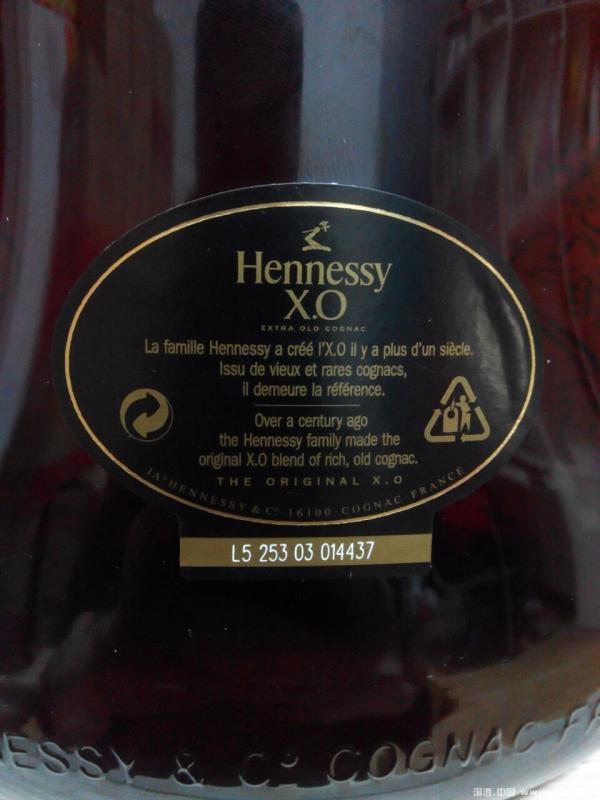 Hennessy
X.O
EXTRA OLD COGNAC
La famille Hennessy a créé l'X.O il y a plus d'un siècle.
Issu de vieux et rares cognacs,
il demeure la référence.
Over a century ago
the Hennessy family made the
original X.O blend of rich, old cognac.
THE ORIGINAL X.O
JAS HENNESSY & Cº · 16100 · COGNAC · FRANCE
L5 253 03 014437
NESSY & Cº COGNAC